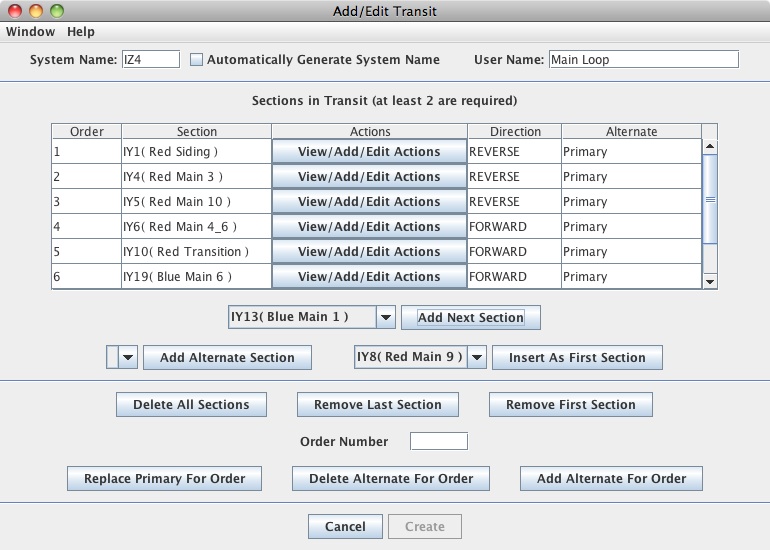 Add/Edit Transit
Window Help
System Name: IZ4 Automatically Generate System Name User Name: Main Loop
Sections in Transit (at least 2 are required)
Order Section Actions Direction Alternate
1 IY1( Red Siding ) View/Add/Edit Actions REVERSE Primary
2 IY4( Red Main 3 ) View/Add/Edit Actions REVERSE Primary
3 IY5( Red Main 10 ) View/Add/Edit Actions REVERSE Primary
4 IY6( Red Main 4_6 ) View/Add/Edit Actions FORWARD Primary
5 IY10( Red Transition ) View/Add/Edit Actions FORWARD Primary
6 IY19( Blue Main 6 ) View/Add/Edit Actions FORWARD Primary
IY13( Blue Main 1 ) Add Next Section
Add Alternate Section IY8( Red Main 9 ) Insert As First Section
Delete All Sections Remove Last Section Remove First Section
Order Number
Replace Primary For Order Delete Alternate For Order Add Alternate For Order
Cancel Create